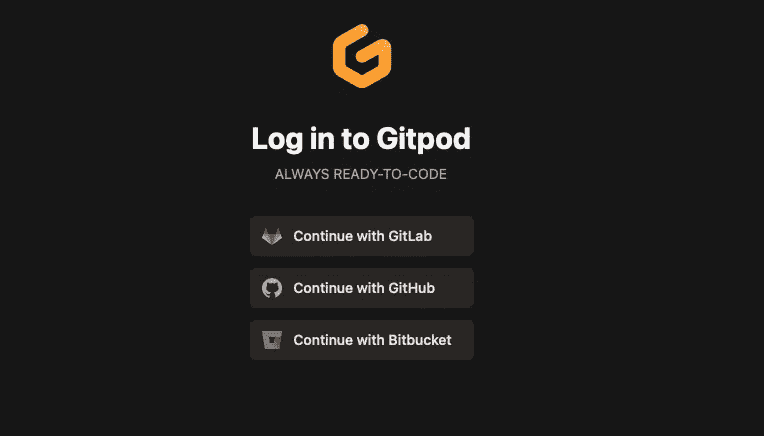 Log in to Gitpod
ALWAYS READY-TO-CODE
Continue with GitLab
Continue with GitHub
Continue with Bitbucket